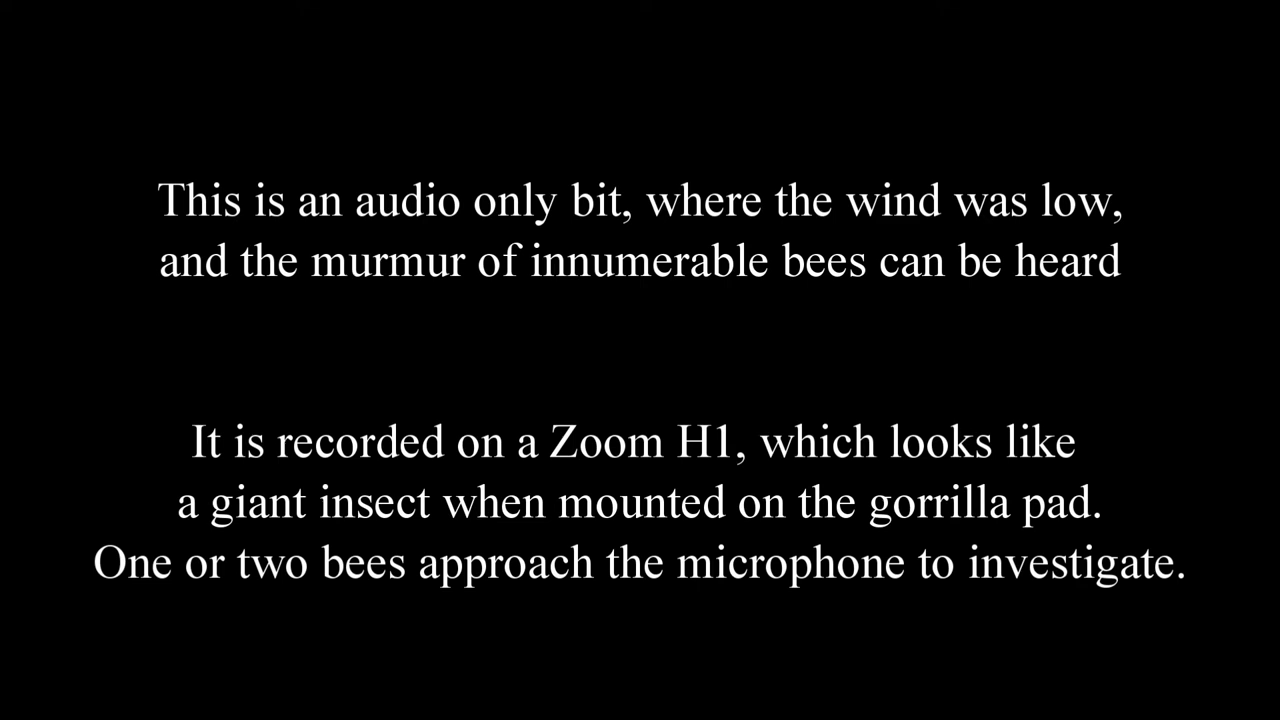 This is an audio only bit, where the wind was low,
and the murmur of innumerable bees can be heard
It is recorded on a Zoom H1, which looks like
a giant insect when mounted on the gorrilla pad.
One or two bees approach the microphone to investigate.